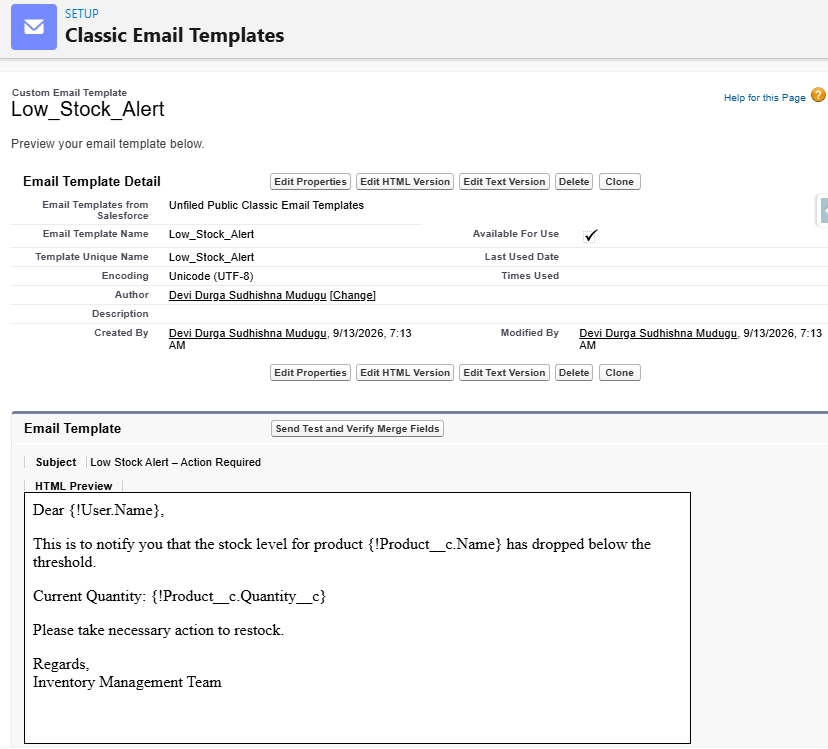 SETUP
Classic Email Templates
Custom Email Template
Low_Stock_Alert
Help for this Page ?
Preview your email template below.
Email Template Detail
Edit Properties Edit HTML Version Edit Text Version Delete Clone
Email Templates from
Salesforce
Unfiled Public Classic Email Templates
Email Template Name Low_Stock_Alert Available For Use
Template Unique Name Low_Stock_Alert Last Used Date
Encoding Unicode (UTF-8) Times Used
Author Devi Durga Sudhishna Mudugu [Change]
Description
Created By Devi Durga Sudhishna Mudugu, 9/13/2026, 7:13
AM
Modified By Devi Durga Sudhishna Mudugu, 9/13/2026, 7:13
AM
Edit Properties Edit HTML Version Edit Text Version Delete Clone
Email Template Send Test and Verify Merge Fields
Subject Low Stock Alert – Action Required
HTML Preview
Dear {!User.Name},
This is to notify you that the stock level for product {!Product__c.Name} has dropped below the
threshold.
Current Quantity: {!Product__c.Quantity__c}
Please take necessary action to restock.
Regards,
Inventory Management Team